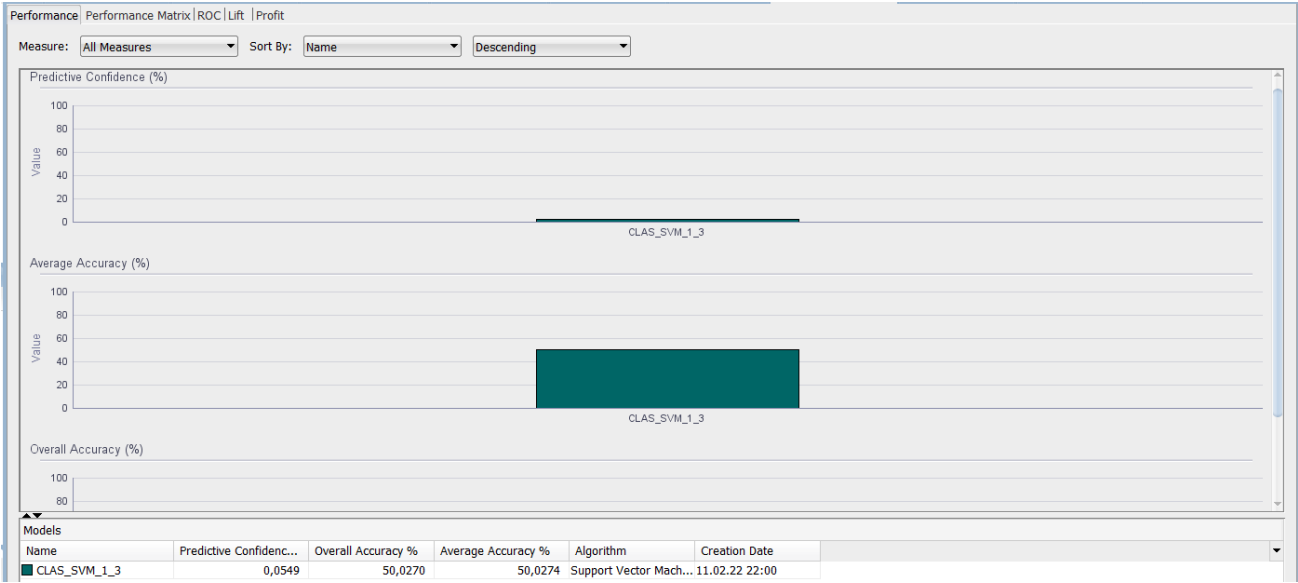 Performance Performance Matrix ROC Lift Profit
Measure: All Measures Sort By: Name Descending
Predictive Confidence (%)
100
80
60
40
20
0
Value
CLAS_SVM_1_3
Average Accuracy (%)
100
80
60
40
20
0
Value
CLAS_SVM_1_3
Overall Accuracy (%)
100
80
Models
Name Predictive Confidenc... Overall Accuracy % Average Accuracy % Algorithm Creation Date
CLAS_SVM_1_3 0,0549 50,0270 50,0274 Support Vector Mach... 11.02.22 22:00